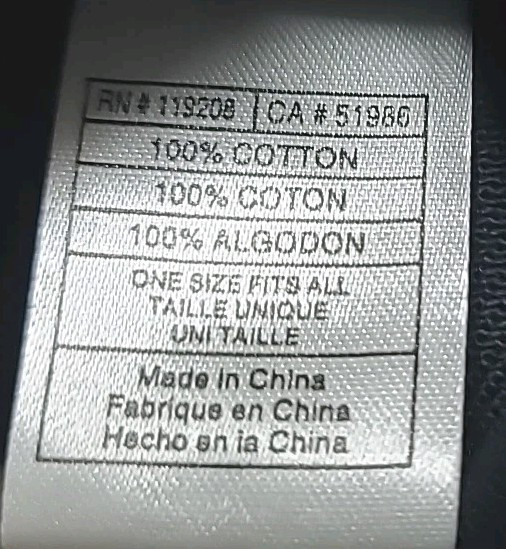 RN # 119208 CA # 51986
100% COTTON
100% COTON
100% ALGODON
ONE SIZE FITS ALL
TAILLE UNIQUE
UNI TAILLE
Made in China
Fabrique en China
Hecho en la China